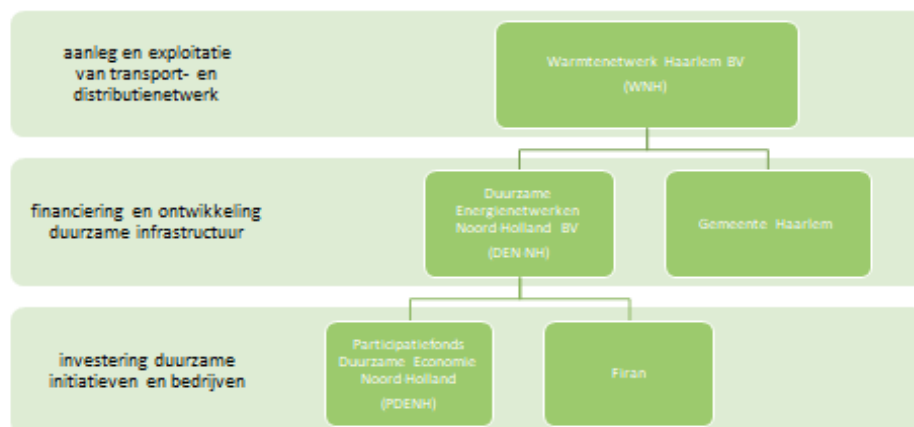 aanleg en exploitatie
van transport- en
distributienetwerk
Warmtenetwerk Haarlem BV
(WNH)
financiering en ontwikkeling
duurzame infrastructuur
Duurzame
Energienetwerken
Noord Holland BV
(DEN NH)
Gemeente Haarlem
investering duurzame
initiatieven en bedrijven
Participatiefonds
Duurzame Economie
Noord Holland
(PDENH)
Firan